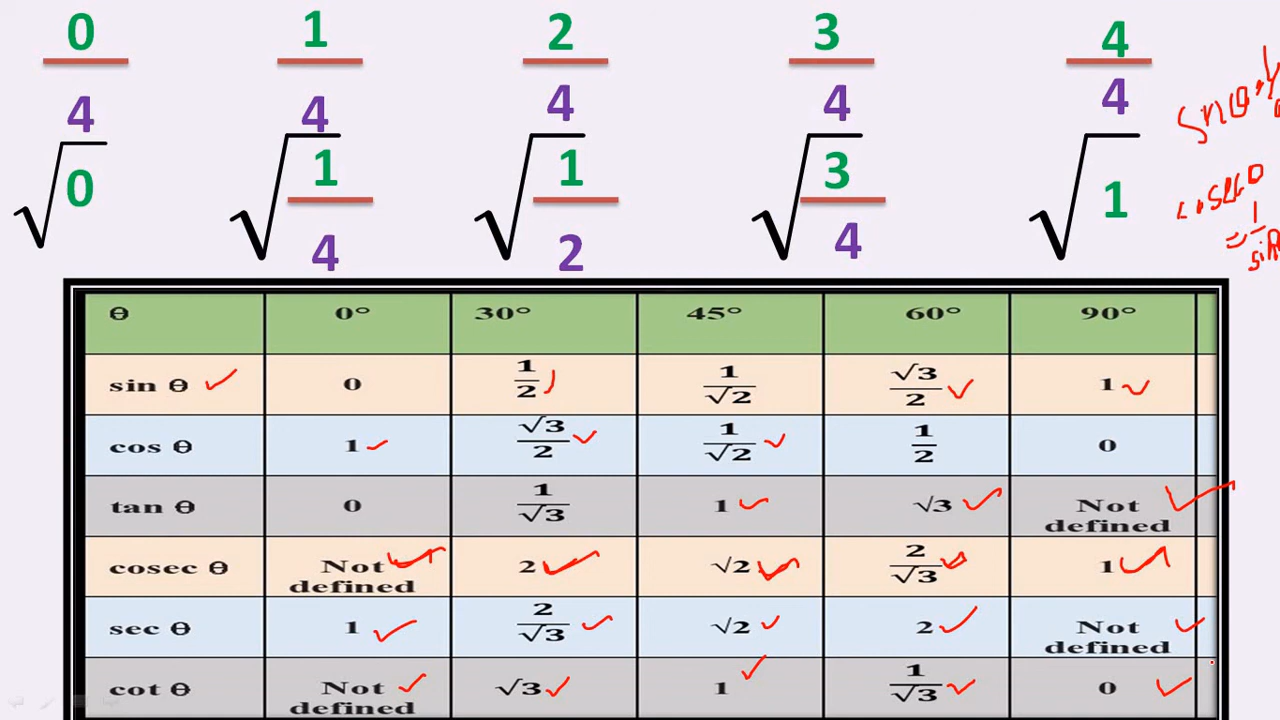 0 1 2 3 4
4 4 4 4 4
√0 √1/4 √1/2 √3/4 √1
cosec θ
= 1
θ 0° 30° 45° 60° 90°
sin θ 0 1/2 1/√2 √3/2 1
cos θ 1 √3/2 1/√2 1/2 0
tan θ 0 1/√3 1 √3 Not defined
cosec θ Not defined 2 √2 2/√3 1
sec θ 1 2/√3 √2 2 Not defined
cot θ Not defined √3 1 1/√3 0